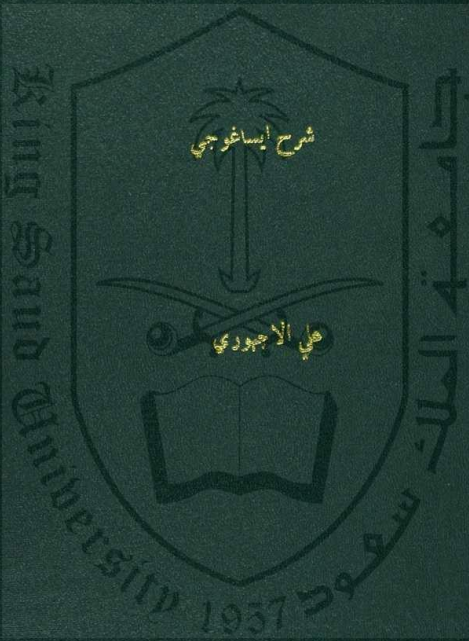 شرح ايساغوجي
علي الاجهوري
King Saud University 1957
جامعة الملك سعود